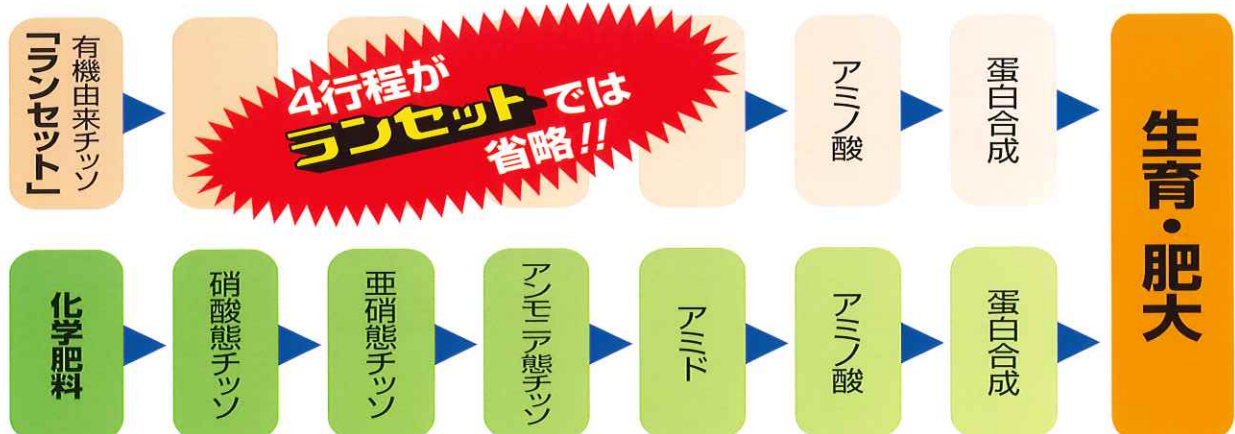 有機由来チッソ
「ランセット」
4行程が
ランセットでは
省略!!
アミノ酸
蛋白合成
生育・肥大
化学肥料
硝酸態チッソ
亜硝態チッソ
アンモニア態チッソ
アミド
アミノ酸
蛋白合成